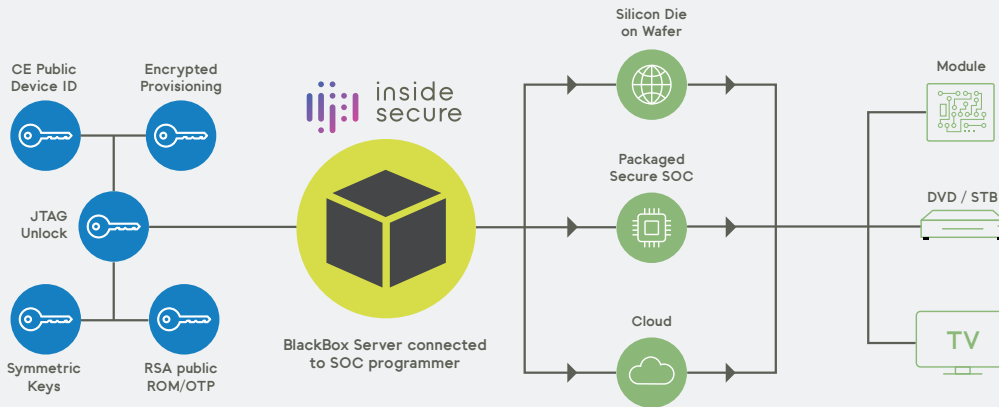 CE Public
Device ID
Encrypted
Provisioning
JTAG
Unlock
Symmetric
Keys
RSA public
ROM/OTP
inside
secure
BlackBox Server connected
to SOC programmer
Silicon Die
on Wafer
Packaged
Secure SOC
Cloud
Module
DVD / STB
TV